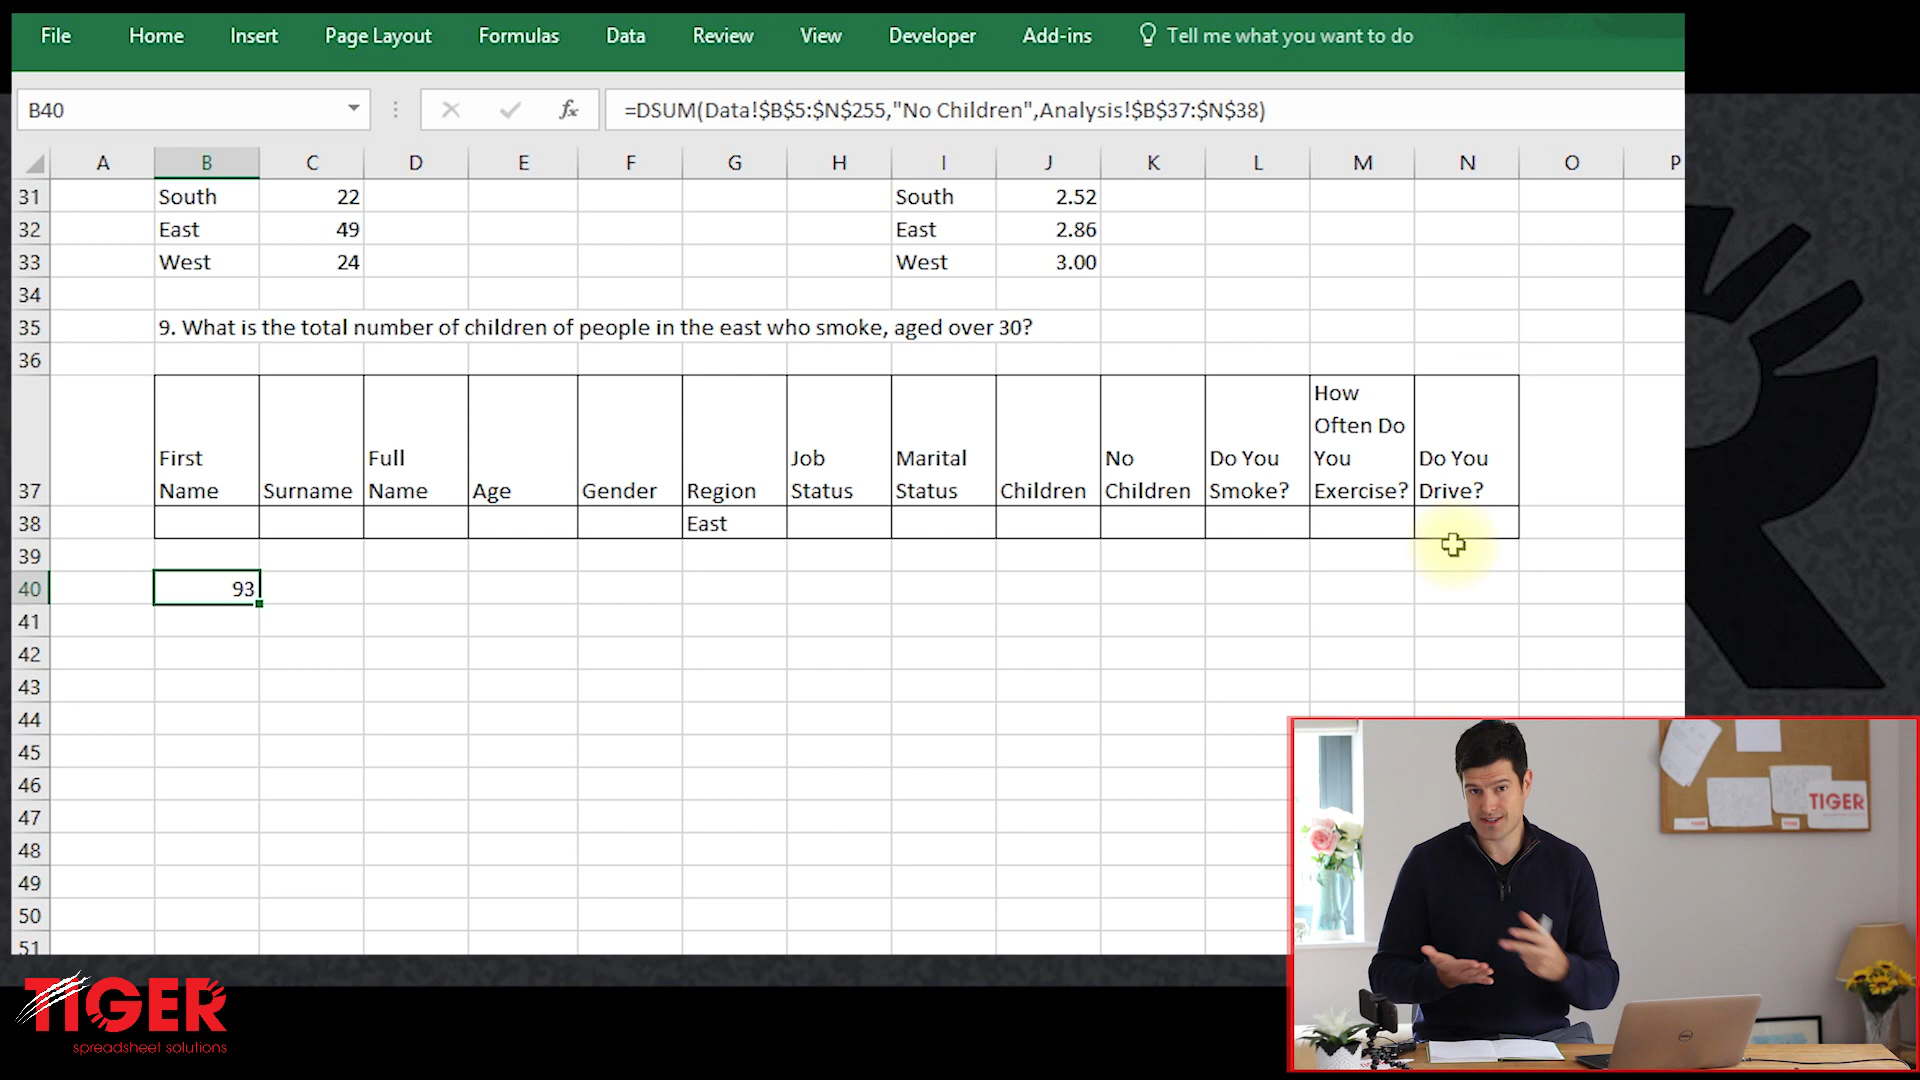 File Home Insert Page Layout Formulas Data Review View Developer Add-ins Tell me what you want to do
B40 fx =DSUM(Data!$B$5:$N$255,"No Children",Analysis!$B$37:$N$38)
A B C D E F G H I J K L M N O P
31 South 22 South 2.52
32 East 49 East 2.86
33 West 24 West 3.00
34
35 9. What is the total number of children of people in the east who smoke, aged over 30?
36
How
Often Do
First Full Job Marital No Do You You Do You
37 Name Surname Name Age Gender Region Status Status Children Children Smoke? Exercise? Drive?
38 East
39
40 93
41
42
43
44
45
46
47
48
49
50
51
TIGER
TIGER
spreadsheet solutions